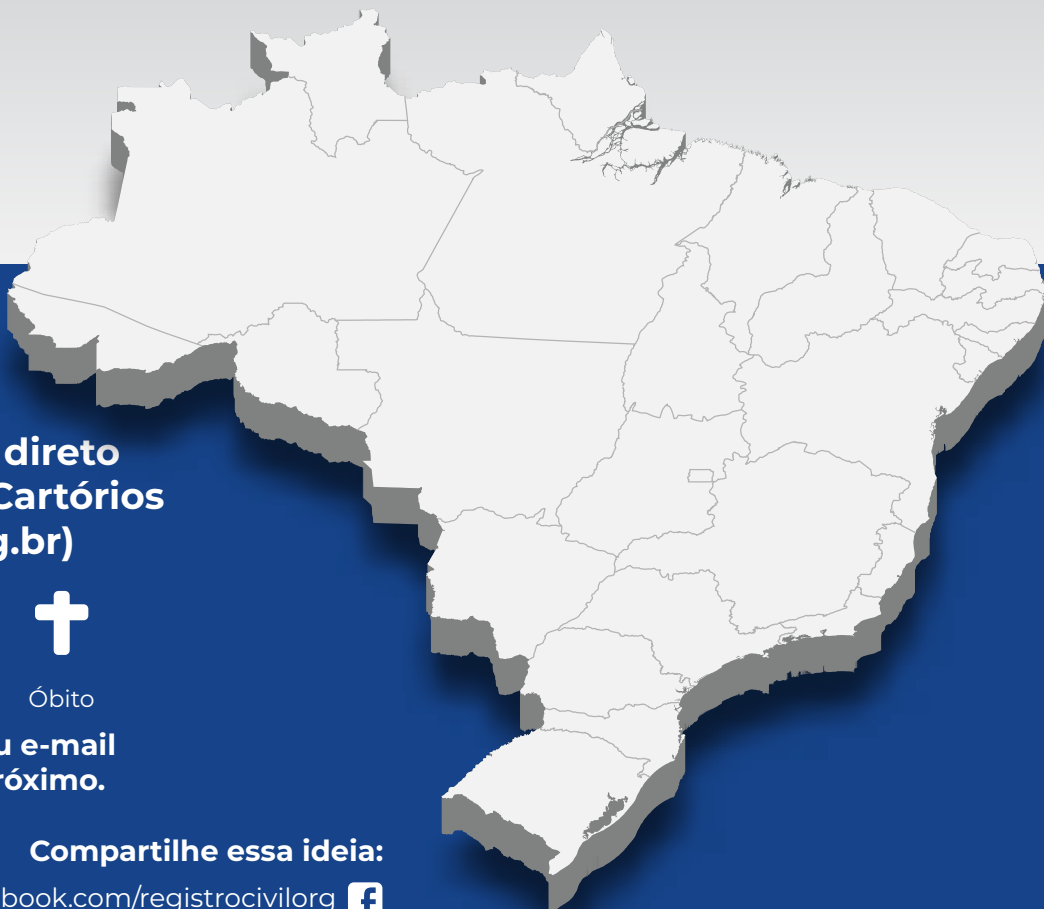 direto
Cartórios
g.br)
Óbito
u e-mail
róximo.
Compartilhe essa ideia:
book.com/registrocivilorg